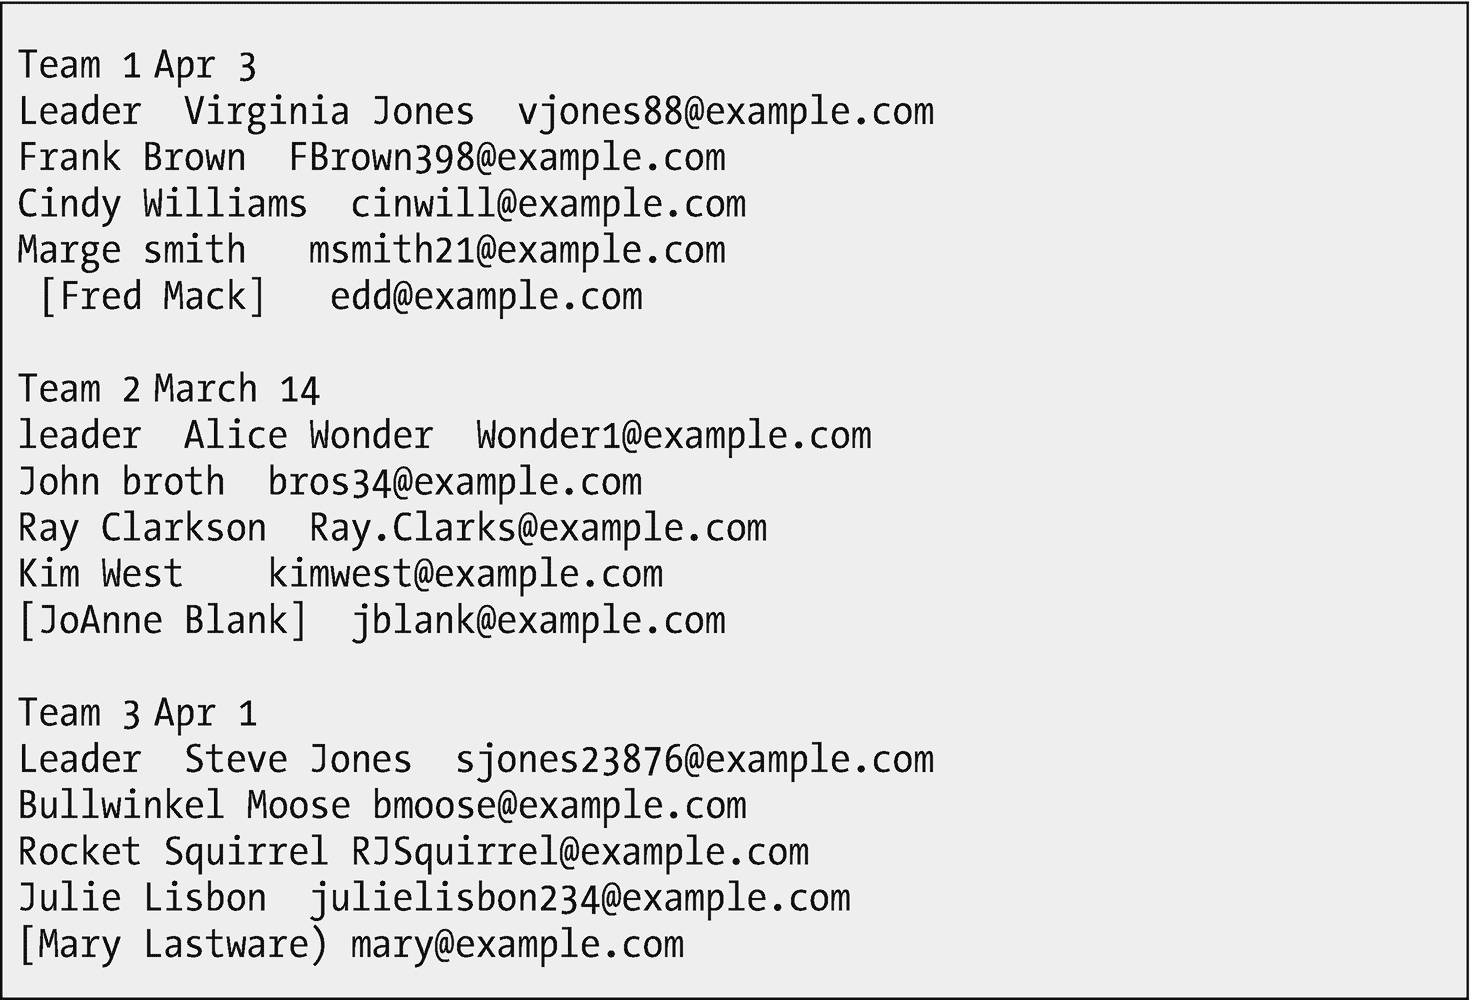 Team 1 Apr 3
Leader  Virginia Jones  vjones88@example.com
Frank Brown  FBrown398@example.com
Cindy Williams  cinwill@example.com
Marge smith   msmith21@example.com
 [Fred Mack]   edd@example.com

Team 2 March 14
leader  Alice Wonder  Wonder1@example.com
John broth  bros34@example.com
Ray Clarkson  Ray.Clarks@example.com
Kim West    kimwest@example.com
[JoAnne Blank]  jblank@example.com

Team 3 Apr 1
Leader  Steve Jones  sjones23876@example.com
Bullwinkel Moose bmoose@example.com
Rocket Squirrel RJSquirrel@example.com
Julie Lisbon  julielisbon234@example.com
[Mary Lastware) mary@example.com